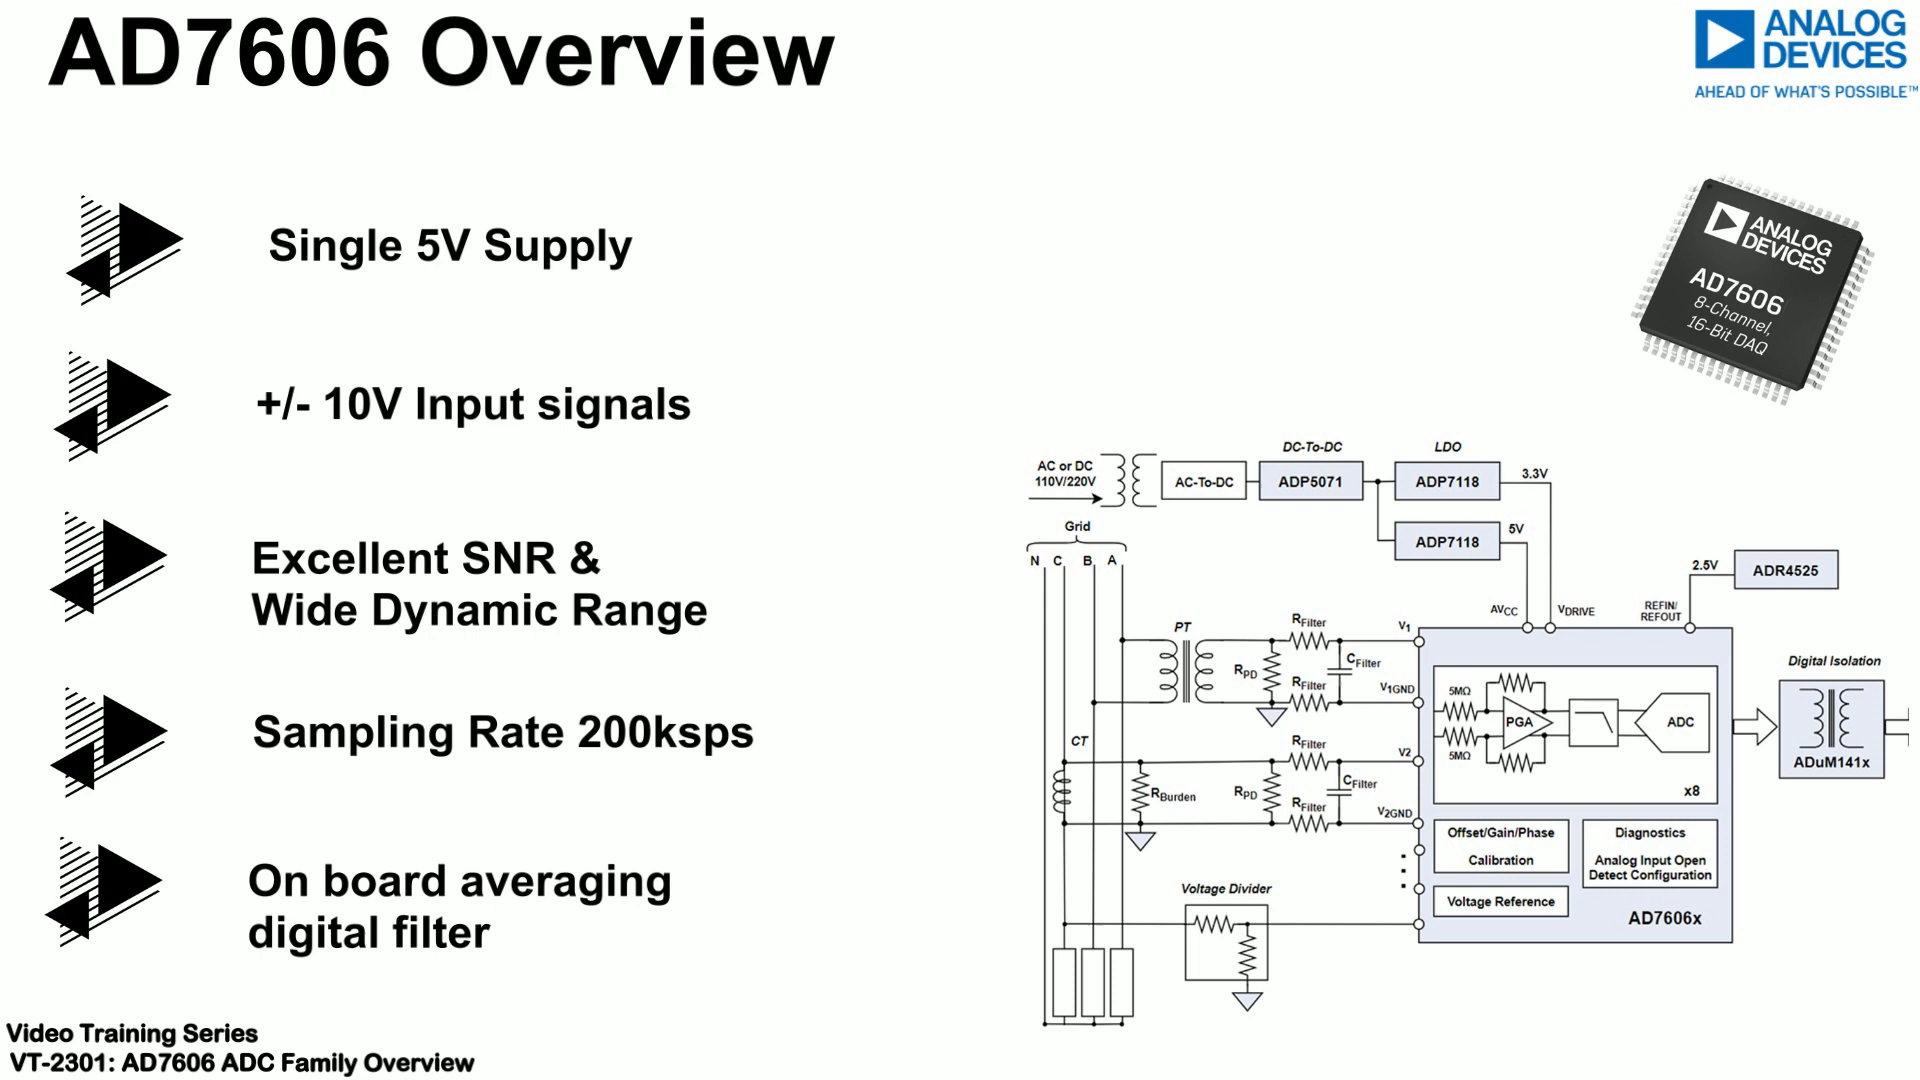 AD7606 Overview
ANALOG
DEVICES
AHEAD OF WHAT'S POSSIBLE™
Single 5V Supply
+/- 10V Input signals
Excellent SNR &
Wide Dynamic Range
Sampling Rate 200ksps
On board averaging
digital filter
ANALOG
DEVICES
AD7606
8-Channel,
16-Bit DAQ
DC-To-DC
LDO
AC or DC
110V/220V
AC-To-DC
ADP5071
ADP7118
3.3V
Grid
ADP7118
5V
N C B A
2.5V
ADR4525
AVCC
VDRIVE
REFIN/
REFOUT
PT
RFilter
V1
RPD
CFilter
RFilter
V1GND
Digital Isolation
5MΩ
PGA
ADC
5MΩ
x8
ADuM141x
CT
RFilter
V2
RBurden
RPD
CFilter
RFilter
V2GND
Offset/Gain/Phase
Calibration
Diagnostics
Analog Input Open
Detect Configuration
Voltage Reference
AD7606x
Voltage Divider
Video Training Series
VT-2301: AD7606 ADC Family Overview